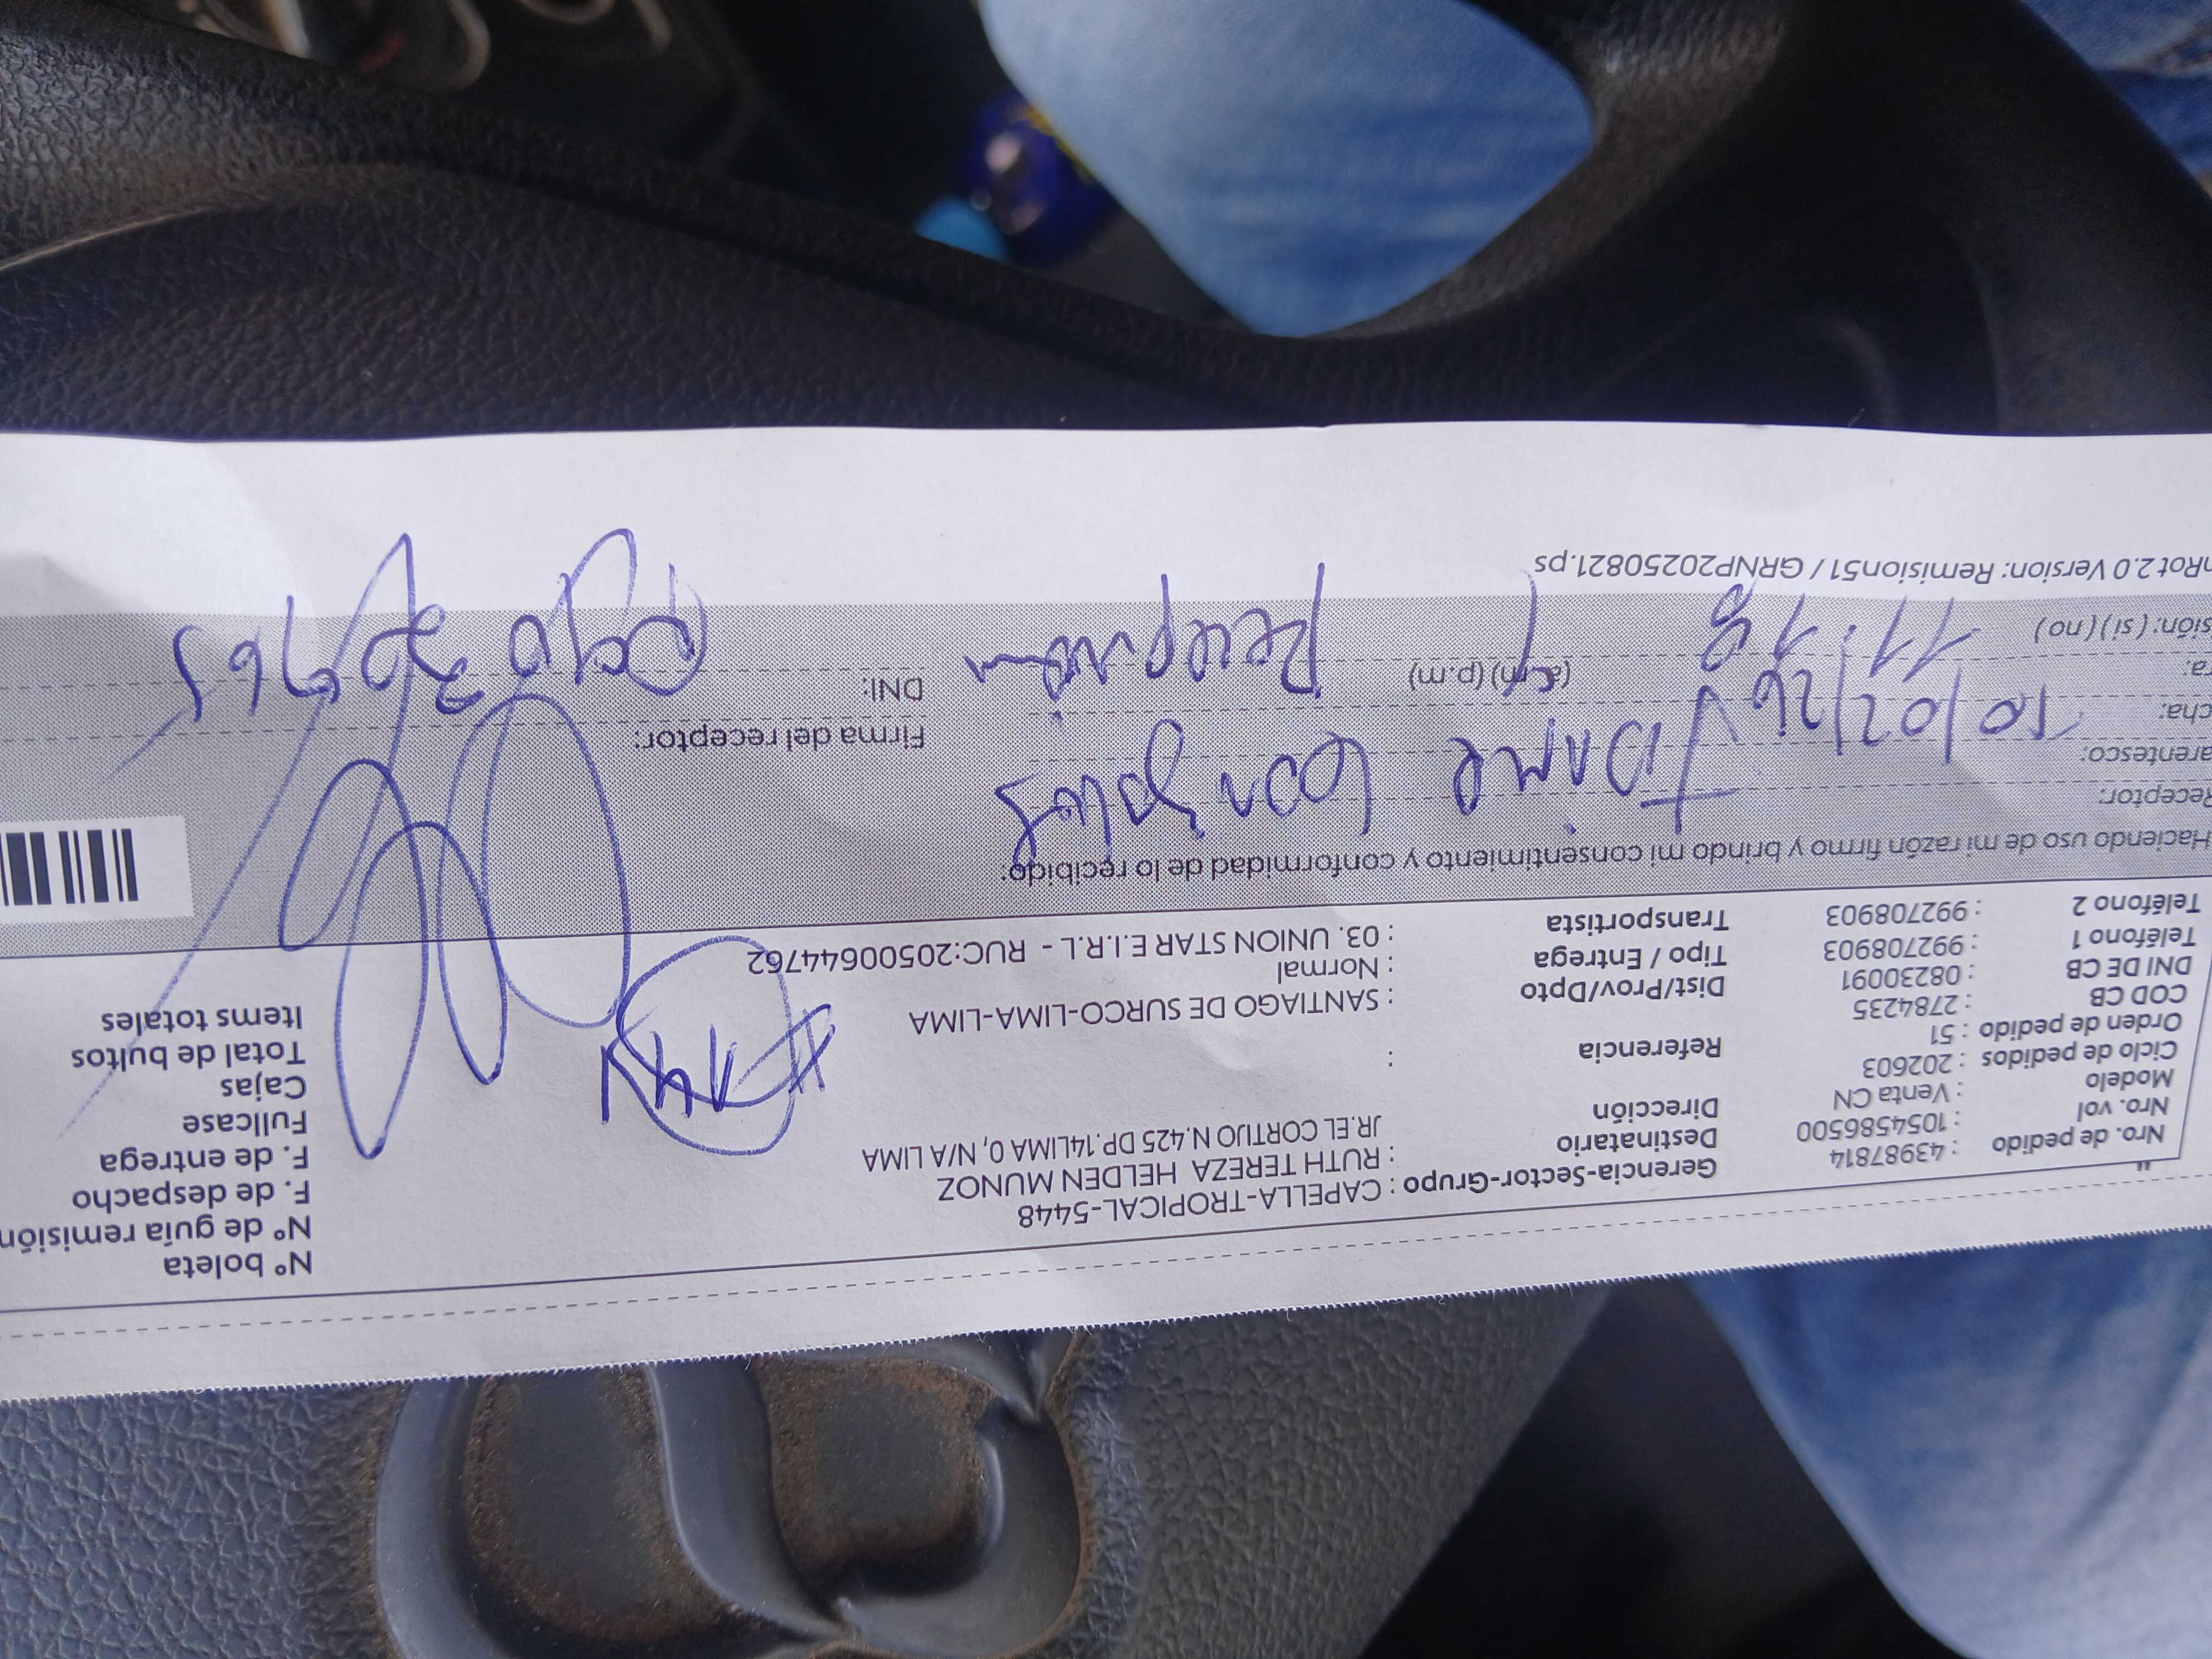 Nº boleta
Nº de guía remisión
F. de despacho
F. de entrega
Fullcase
Cajas
Total de bultos
Items totales
Nro. de pedido : 43987814
Nro. vol : 1054586500
Modelo : Venta CN
Ciclo de pedidos : 202603
Orden de pedido : 51
COD CB : 2784235
DNI DE CB : 08230091
Teléfono 1 : 992708903
Teléfono 2 : 992708903
Gerencia-Sector-Grupo : CAPELLA-TROPICAL-5448
Destinatario : RUTH TEREZA HELDEN MUNOZ
Dirección JR.EL CORTIJO N.425 DP.14LIMA 0, N/A LIMA
Referencia :
Dist/Prov/Dpto : SANTIAGO DE SURCO-LIMA-LIMA
Tipo / Entrega : Normal
Transportista : 03. UNION STAR E.I.R.L - RUC:20500644762
Haciendo uso de mi razón firmo y brindo mi consentimiento y conformidad de lo recibido:
Receptor:
arentesco:
cha: 10/02/26
ra: 11:18 (a.m) (p.m)
sión: ( si ) ( no )
Recepción
Firma del receptor:
DNI:
nRot 2.0 Version: Remision51 / GRNP20250821.ps